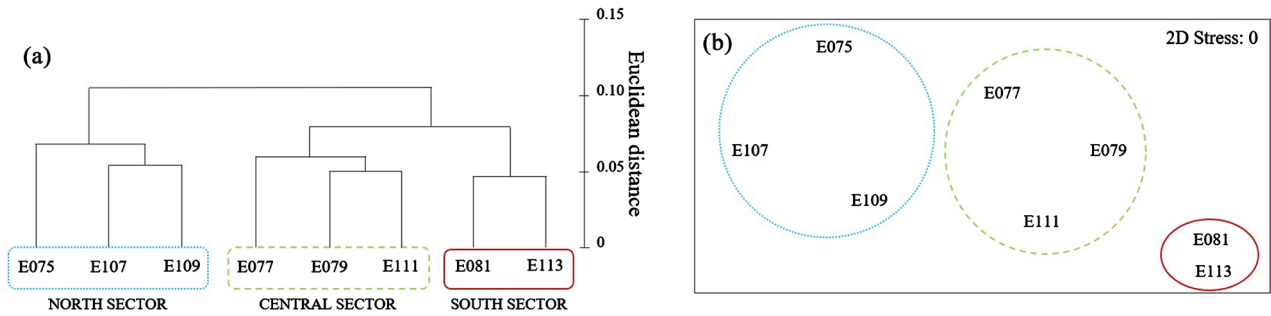 (a)
0.15
0.10
0.05
0
Euclidean distance
E075 E107 E109 E077 E079 E111 E081 E113
NORTH SECTOR CENTRAL SECTOR SOUTH SECTOR
(b)
2D Stress: 0
E075
E077
E107
E079
E109
E111
E081
E113